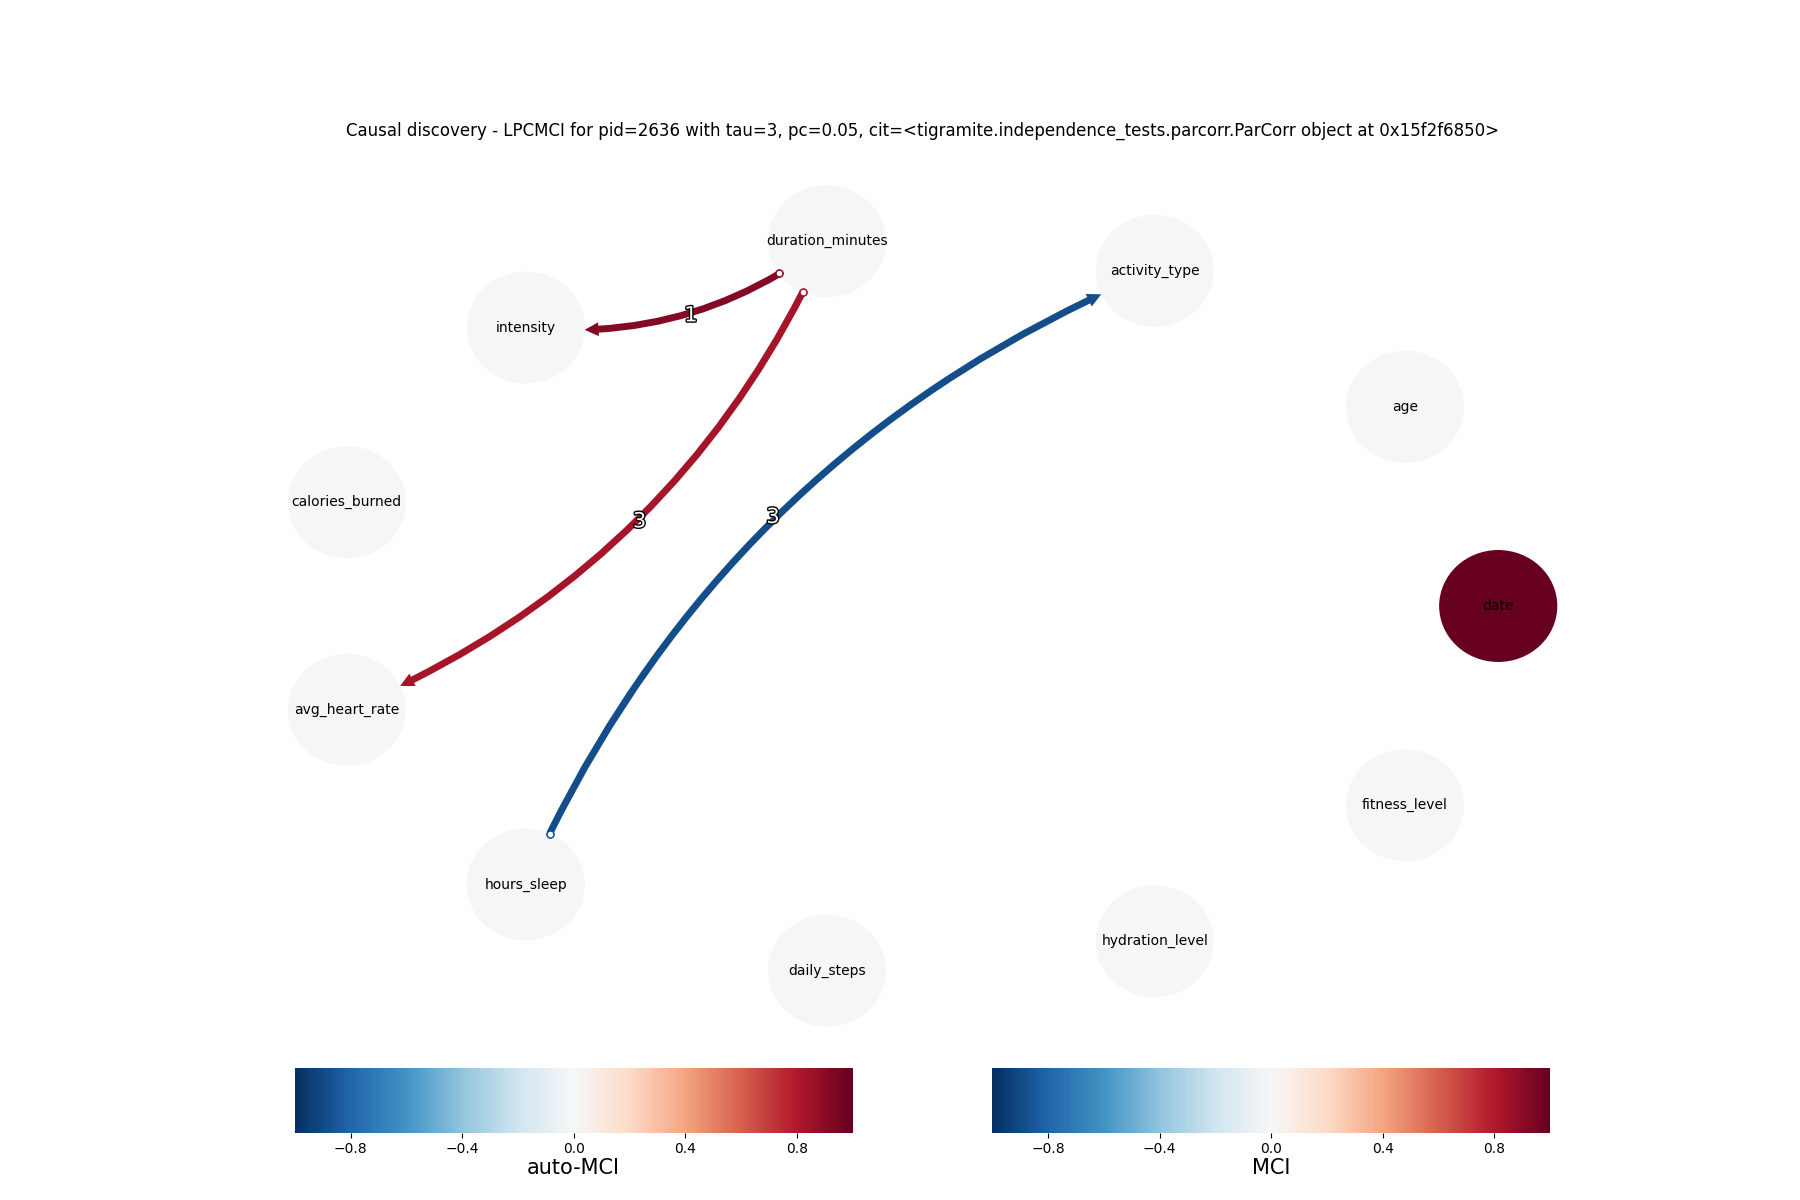 Causal discovery - LPCMCI for pid=2636 with tau=3, pc=0.05, cit=<tigramite.independence_tests.parcorr.ParCorr object at 0x15f2f6850>
duration_minutes
activity_type
intensity
1
age
calories_burned
3
3
date
avg_heart_rate
fitness_level
hours_sleep
hydration_level
daily_steps
−0.8 −0.4 0.0 0.4 0.8
auto-MCI
−0.8 −0.4 0.0 0.4 0.8
MCI